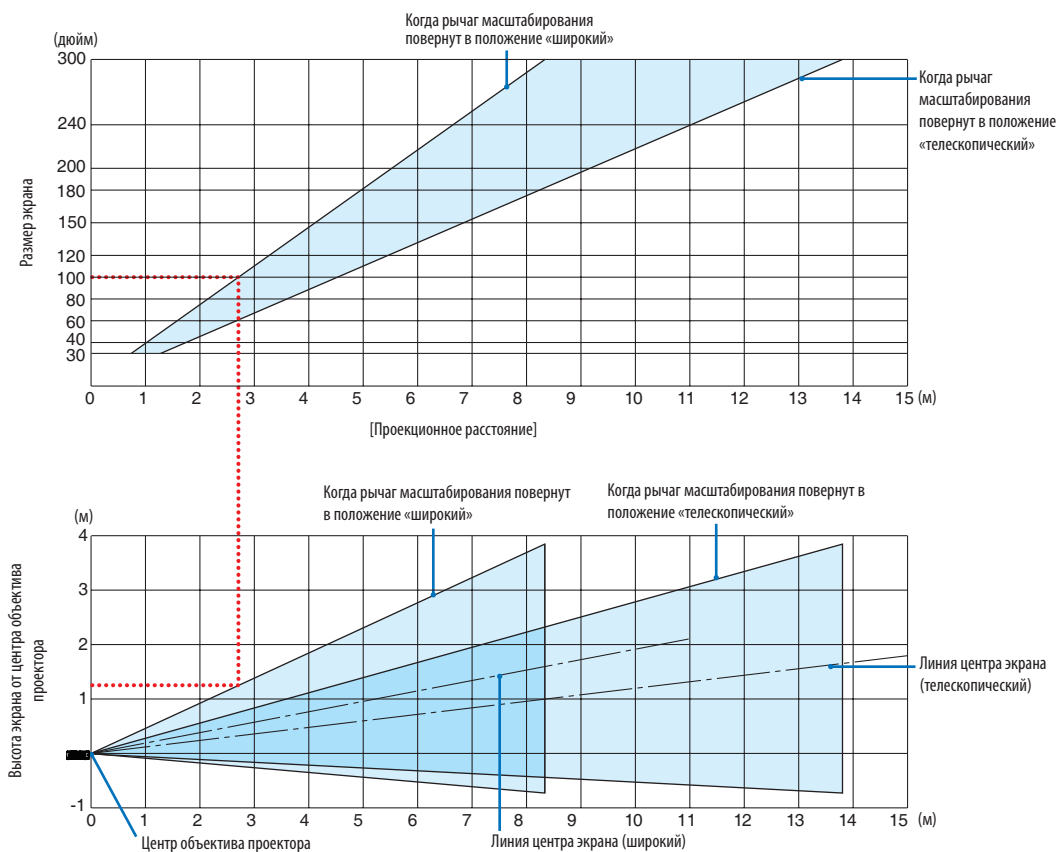 Когда рычаг масштабирования
повернут в положение «широкий»
(дюйм)
300
240
200
180
150
120
100
80
60
40
30
Размер экрана
Когда рычаг
масштабирования
повернут в положение
«телескопический»
0 1 2 3 4 5 6 7 8 9 10 11 12 13 14 15 (м)
[Проекционное расстояние]
Когда рычаг масштабирования повернут
в положение «широкий»
Когда рычаг масштабирования повернут в
положение «телескопический»
(м)
4
3
2
1
0
-1
Высота экрана от центра объектива
проектора
Линия центра экрана
(телескопический)
0 1 2 3 4 5 6 7 8 9 10 11 12 13 14 15 (м)
Центр объектива проектора
Линия центра экрана (широкий)